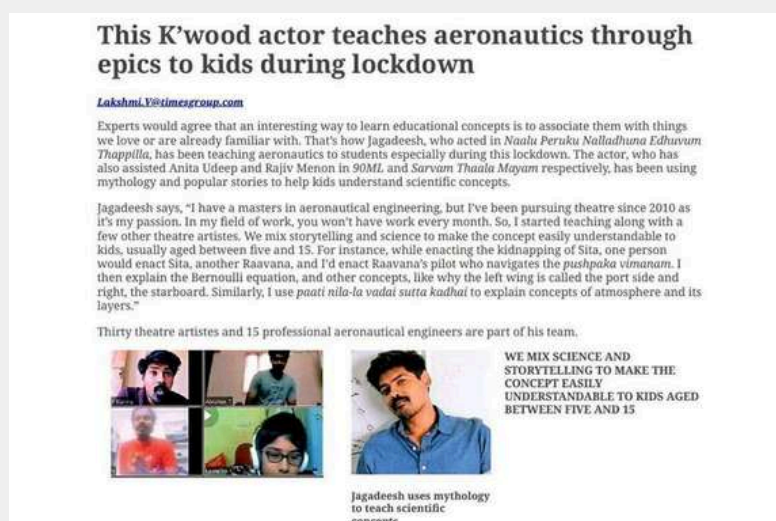 This K’wood actor teaches aeronautics through
epics to kids during lockdown
Lakshmi.V@timesgroup.com
Experts would agree that an interesting way to learn educational concepts is to associate them with things
we love or are already familiar with. That’s how Jagadeesh, who acted in Naalu Peruku Nalladhuna Edhuvum
Thappilla, has been teaching aeronautics to students especially during this lockdown. The actor, who has
also assisted Anita Udeep and Rajiv Menon in 90ML and Sarvam Thaala Mayam respectively, has been using
mythology and popular stories to help kids understand scientific concepts.
Jagadeesh says, “I have a masters in aeronautical engineering, but I’ve been pursuing theatre since 2010 as
it’s my passion. In my field of work, you won’t have work every month. So, I started teaching along with a
few other theatre artistes. We mix storytelling and science to make the concept easily understandable to
kids, usually aged between five and 15. For instance, while enacting the kidnapping of Sita, one person
would enact Sita, another Raavana, and I’d enact Raavana’s pilot who navigates the pushpaka vimanam. I
then explain the Bernoulli equation, and other concepts, like why the left wing is called the port side and
right, the starboard. Similarly, I use paati nila-la vadai sutta kadhai to explain concepts of atmosphere and its
layers.”
Thirty theatre artistes and 15 professional aeronautical engineers are part of his team.
WE MIX SCIENCE AND
STORYTELLING TO MAKE THE
CONCEPT EASILY
UNDERSTANDABLE TO KIDS AGED
BETWEEN FIVE AND 15
Jagadeesh uses mythology
to teach scientific
concepts